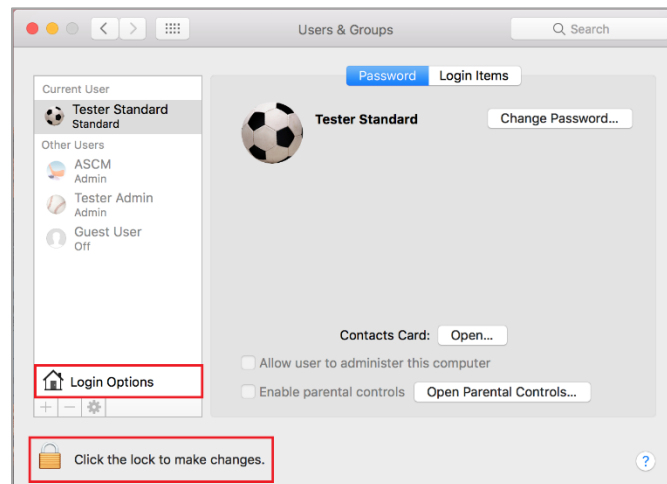 Users & Groups
Search
Password
Login Items
Current User
Tester Standard
Standard
Other Users
ASCM
Admin
Tester Admin
Admin
Guest User
Off
Login Options
Tester Standard
Change Password...
Contacts Card:
Open...
Allow user to administer this computer
Enable parental controls
Open Parental Controls...
+ −
Click the lock to make changes.
?